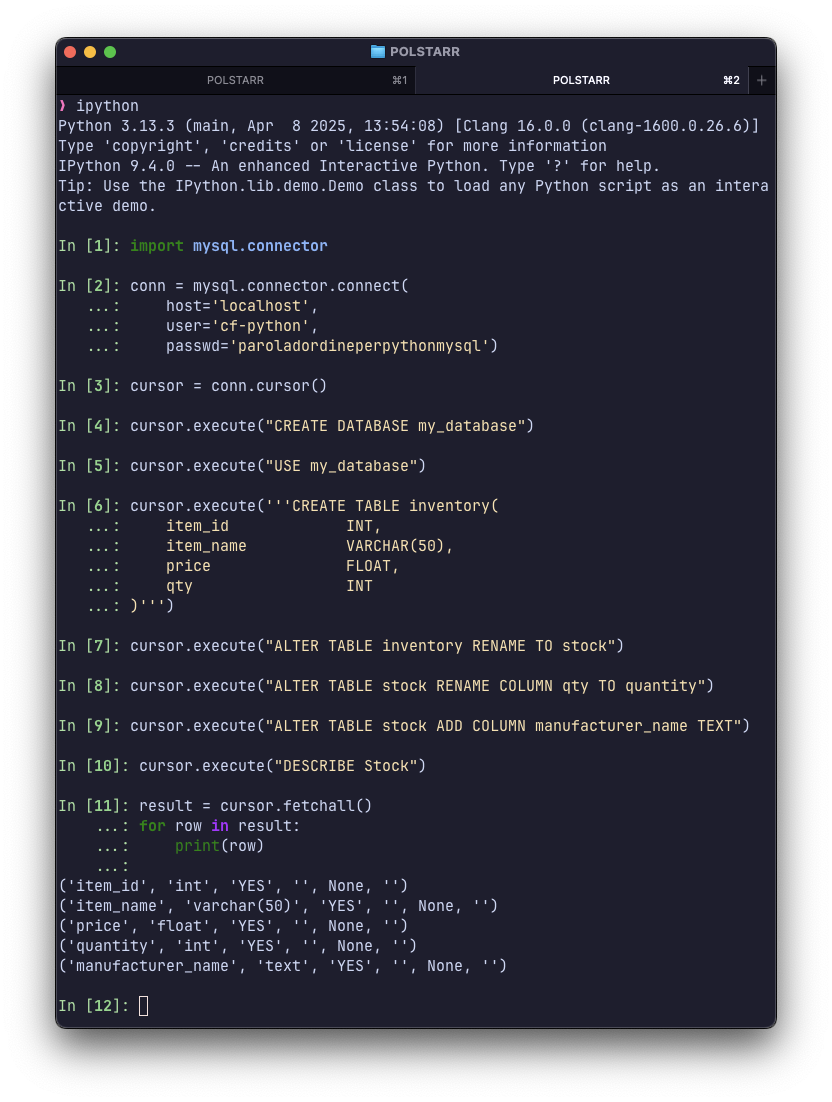 POLSTARR
POLSTARR ⌘1 POLSTARR ⌘2 +
❫ ipython
Python 3.13.3 (main, Apr  8 2025, 13:54:08) [Clang 16.0.0 (clang-1600.0.26.6)]
Type 'copyright', 'credits' or 'license' for more information
IPython 9.4.0 -- An enhanced Interactive Python. Type '?' for help.
Tip: Use the IPython.lib.demo.Demo class to load any Python script as an intera
ctive demo.

In [1]: import mysql.connector

In [2]: conn = mysql.connector.connect(
   ...:     host='localhost',
   ...:     user='cf-python',
   ...:     passwd='paroladordineperpythonmysql')

In [3]: cursor = conn.cursor()

In [4]: cursor.execute("CREATE DATABASE my_database")

In [5]: cursor.execute("USE my_database")

In [6]: cursor.execute('''CREATE TABLE inventory(
   ...:     item_id             INT,
   ...:     item_name           VARCHAR(50),
   ...:     price               FLOAT,
   ...:     qty                 INT
   ...: )''')

In [7]: cursor.execute("ALTER TABLE inventory RENAME TO stock")

In [8]: cursor.execute("ALTER TABLE stock RENAME COLUMN qty TO quantity")

In [9]: cursor.execute("ALTER TABLE stock ADD COLUMN manufacturer_name TEXT")

In [10]: cursor.execute("DESCRIBE Stock")

In [11]: result = cursor.fetchall()
    ...: for row in result:
    ...:     print(row)
    ...:
('item_id', 'int', 'YES', '', None, '')
('item_name', 'varchar(50)', 'YES', '', None, '')
('price', 'float', 'YES', '', None, '')
('quantity', 'int', 'YES', '', None, '')
('manufacturer_name', 'text', 'YES', '', None, '')

In [12]: